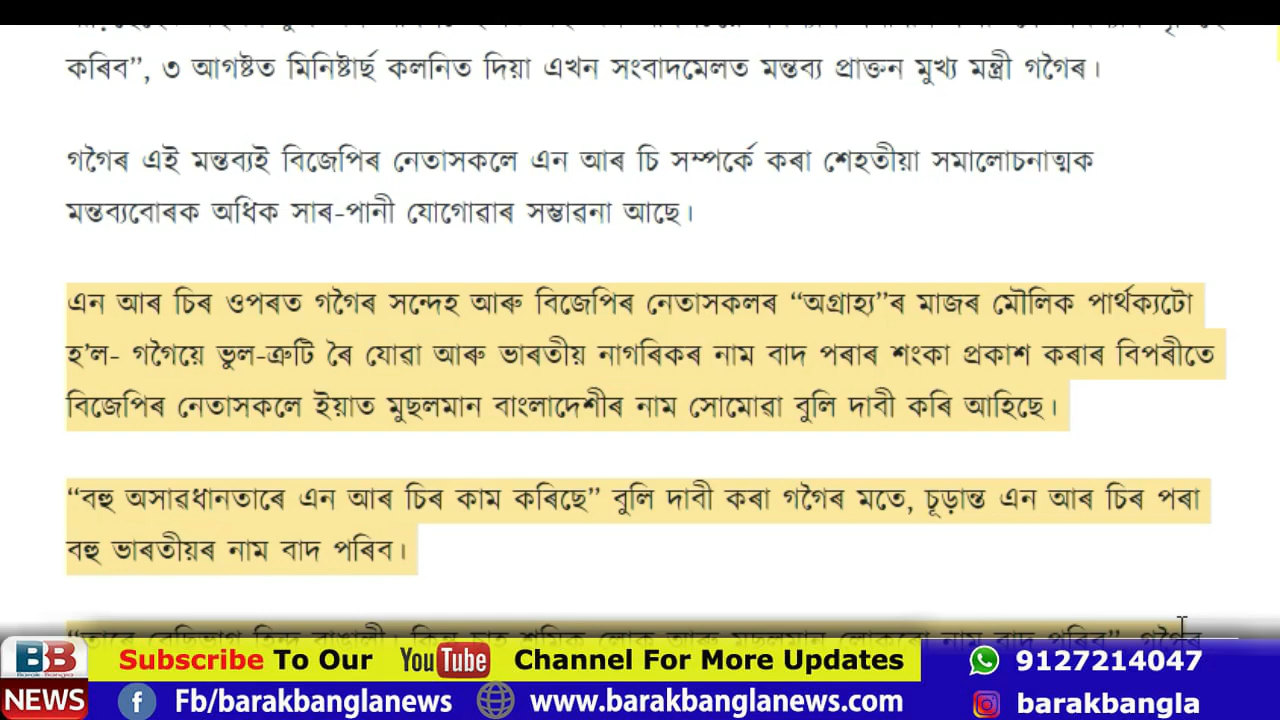 কৰিব”, ৩ আগষ্টত মিনিষ্টাৰ্ছ কলনিত দিয়া এখন সংবাদমেলত মন্তব্য প্ৰাক্তন মুখ্য মন্ত্ৰী গগৈৰ।
গগৈৰ এই মন্তব্যই বিজেপিৰ নেতাসকলে এন আৰ চি সম্পৰ্কে কৰা শেহতীয়া সমালোচনাত্মক
মন্তব্যবোৰক অধিক সাৰ-পানী যোগোৱাৰ সম্ভাৱনা আছে।
এন আৰ চিৰ ওপৰত গগৈৰ সন্দেহ আৰু বিজেপিৰ নেতাসকলৰ “অগ্ৰাহ্য”ৰ মাজৰ মৌলিক পাৰ্থক্যটো
হ’ল- গগৈয়ে ভুল-ত্ৰুটি ৰৈ যোৱা আৰু ভাৰতীয় নাগৰিকৰ নাম বাদ পৰাৰ শংকা প্ৰকাশ কৰাৰ বিপৰীতে
বিজেপিৰ নেতাসকলে ইয়াত মুছলমান বাংলাদেশীৰ নাম সোমোৱা বুলি দাবী কৰি আহিছে।
“বহু অসাৱধানতাৰে এন আৰ চিৰ কাম কৰিছে” বুলি দাবী কৰা গগৈৰ মতে, চূড়ান্ত এন আৰ চিৰ পৰা
বহু ভাৰতীয়ৰ নাম বাদ পৰিব।
BB
NEWS
Subscribe To Our YouTube Channel For More Updates
9127214047
Fb/barakbanglanews
www.barakbanglanews.com
barakbangla